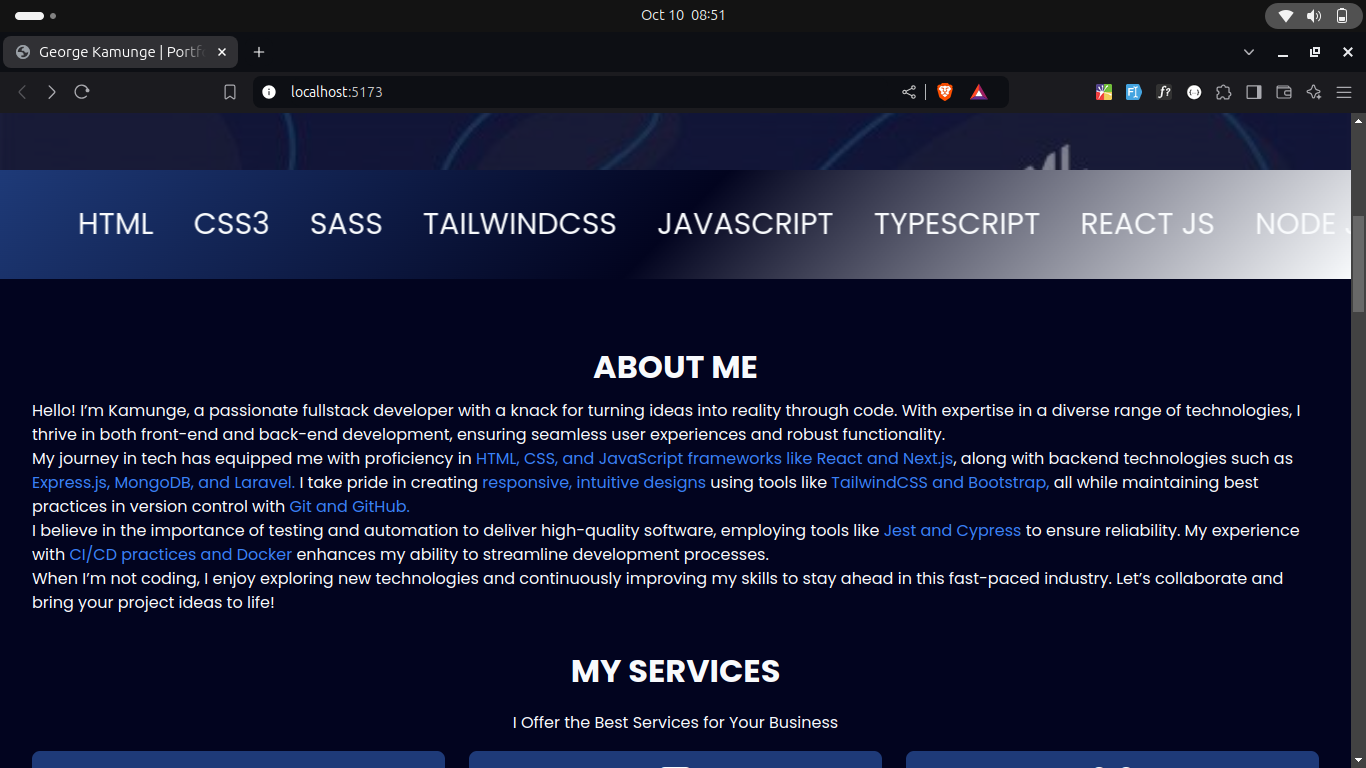 Oct 10 08:51
George Kamunge | Portf
localhost:5173
HTML CSS3 SASS TAILWINDCSS JAVASCRIPT TYPESCRIPT REACT JS NODE J
ABOUT ME
Hello! I’m Kamunge, a passionate fullstack developer with a knack for turning ideas into reality through code. With expertise in a diverse range of technologies, I
thrive in both front-end and back-end development, ensuring seamless user experiences and robust functionality.
My journey in tech has equipped me with proficiency in HTML, CSS, and JavaScript frameworks like React and Next.js, along with backend technologies such as
Express.js, MongoDB, and Laravel. I take pride in creating responsive, intuitive designs using tools like TailwindCSS and Bootstrap, all while maintaining best
practices in version control with Git and GitHub.
I believe in the importance of testing and automation to deliver high-quality software, employing tools like Jest and Cypress to ensure reliability. My experience
with CI/CD practices and Docker enhances my ability to streamline development processes.
When I’m not coding, I enjoy exploring new technologies and continuously improving my skills to stay ahead in this fast-paced industry. Let’s collaborate and
bring your project ideas to life!
MY SERVICES
I Offer the Best Services for Your Business